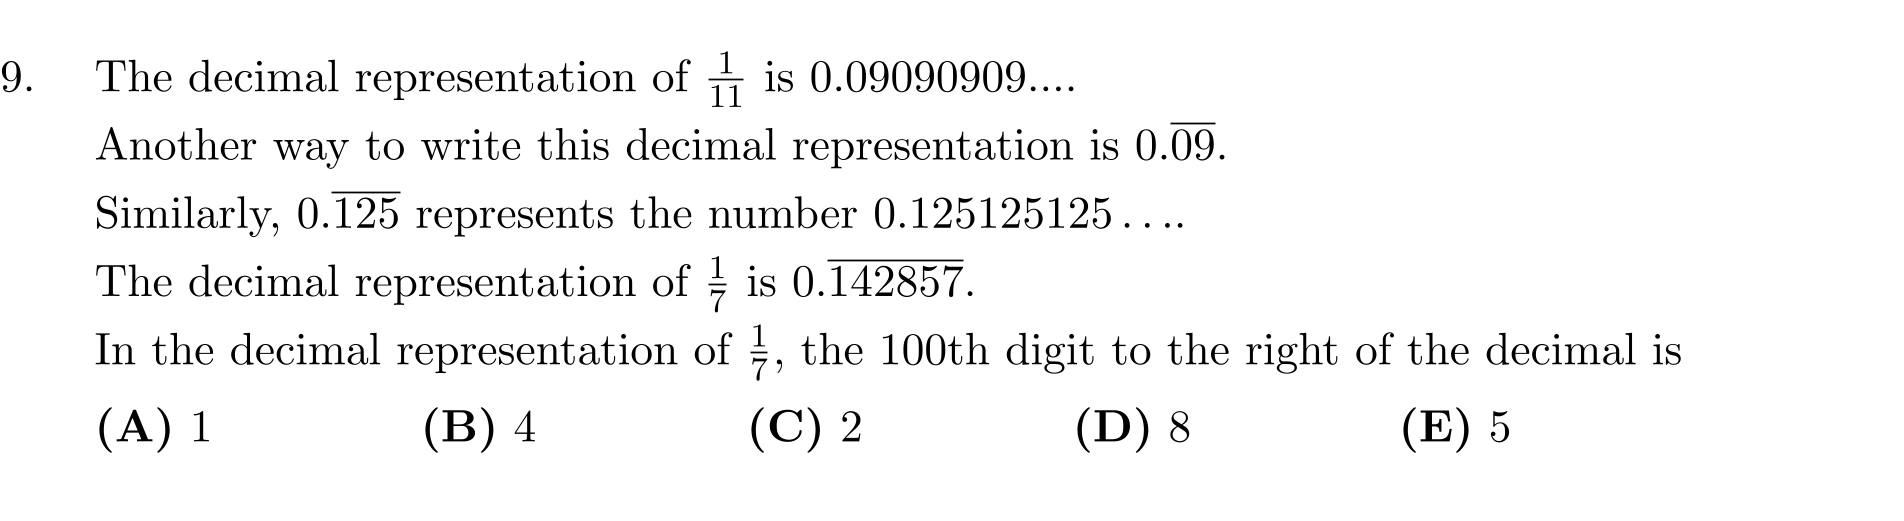 9. The decimal representation of $\frac{1}{11}$ is 0.09090909....
Another way to write this decimal representation is $0.\overline{09}$.
Similarly, $0.\overline{125}$ represents the number 0.125125125....
The decimal representation of $\frac{1}{7}$ is $0.\overline{142857}$.
In the decimal representation of $\frac{1}{7}$, the 100th digit to the right of the decimal is
(A) 1 (B) 4 (C) 2 (D) 8 (E) 5